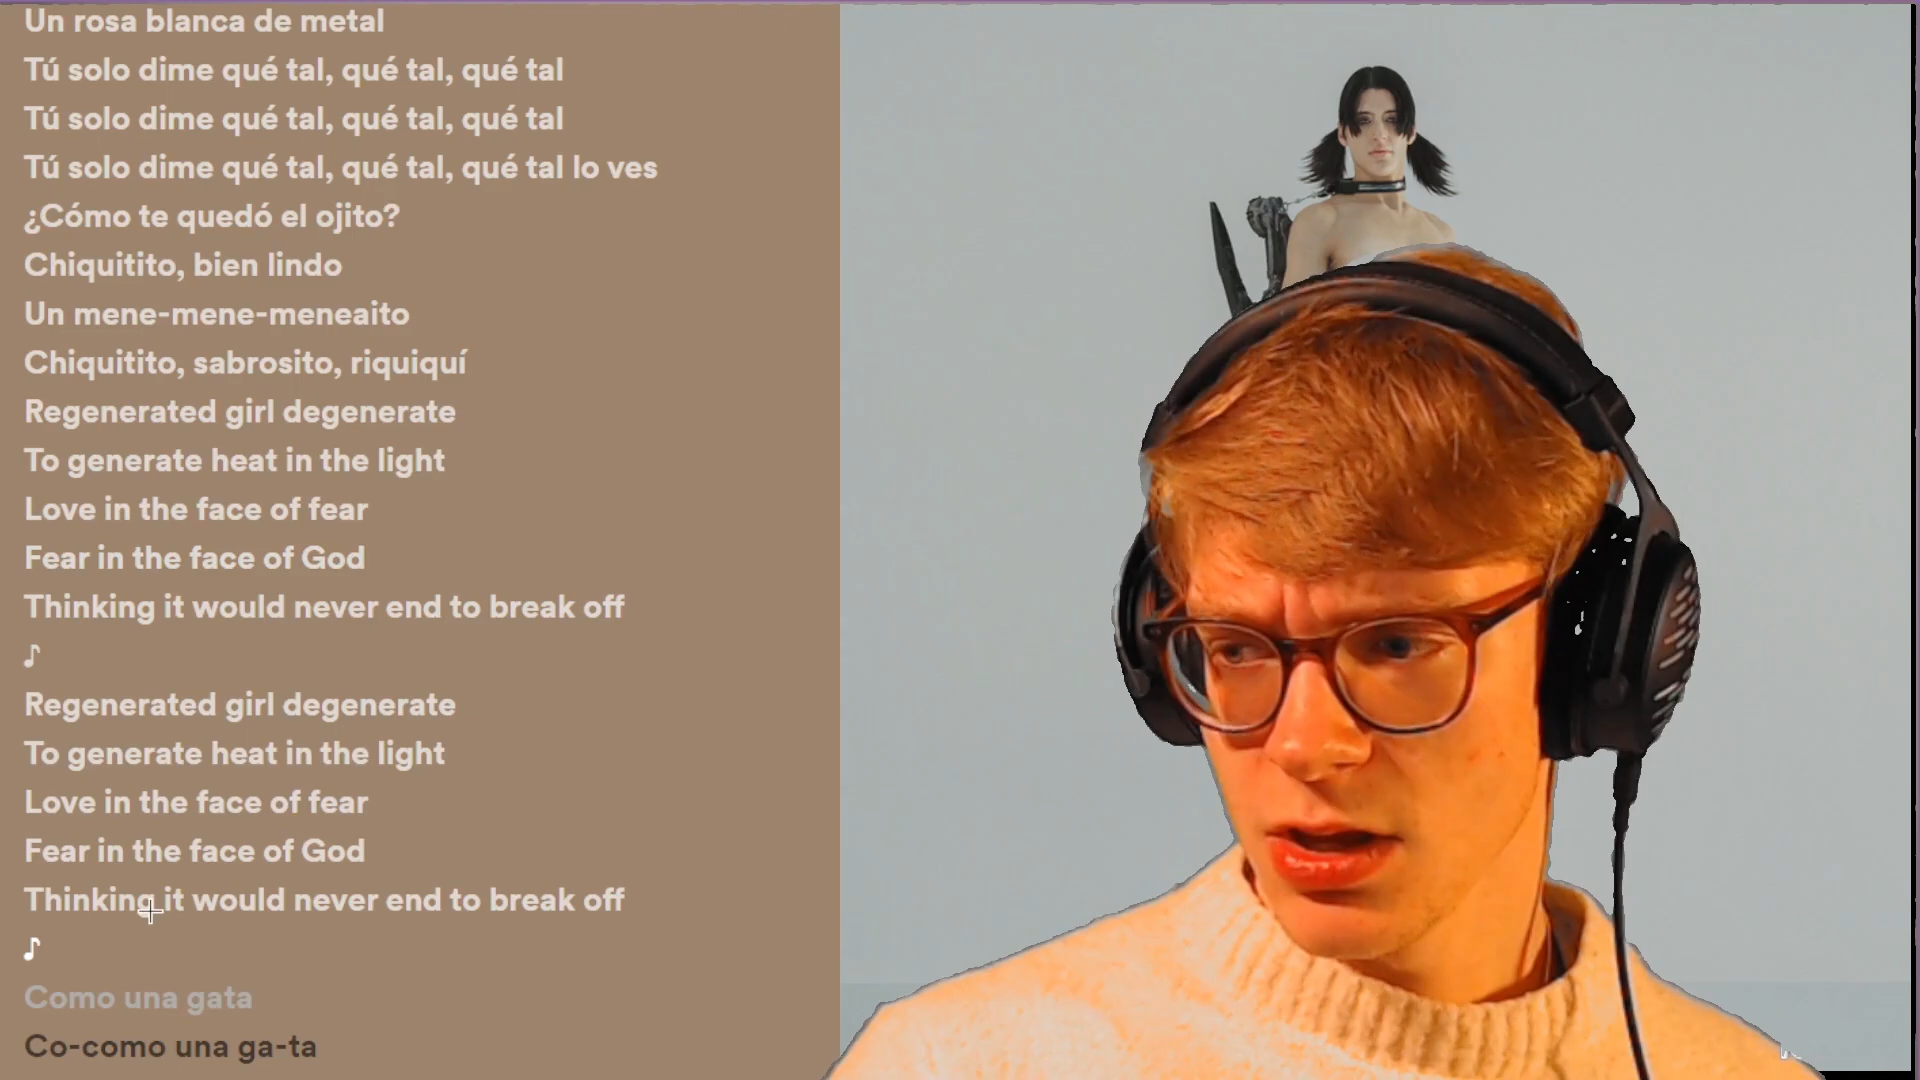 Un rosa blanca de metal
Tú solo dime qué tal, qué tal, qué tal
Tú solo dime qué tal, qué tal, qué tal
Tú solo dime qué tal, qué tal, qué tal lo ves
¿Cómo te quedó el ojito?
Chiquitito, bien lindo
Un mene-mene-meneaito
Chiquitito, sabrosito, riquiquí
Regenerated girl degenerate
To generate heat in the light
Love in the face of fear
Fear in the face of God
Thinking it would never end to break off
♪
Regenerated girl degenerate
To generate heat in the light
Love in the face of fear
Fear in the face of God
Thinking it would never end to break off
♪
Como una gata
Co-como una ga-ta